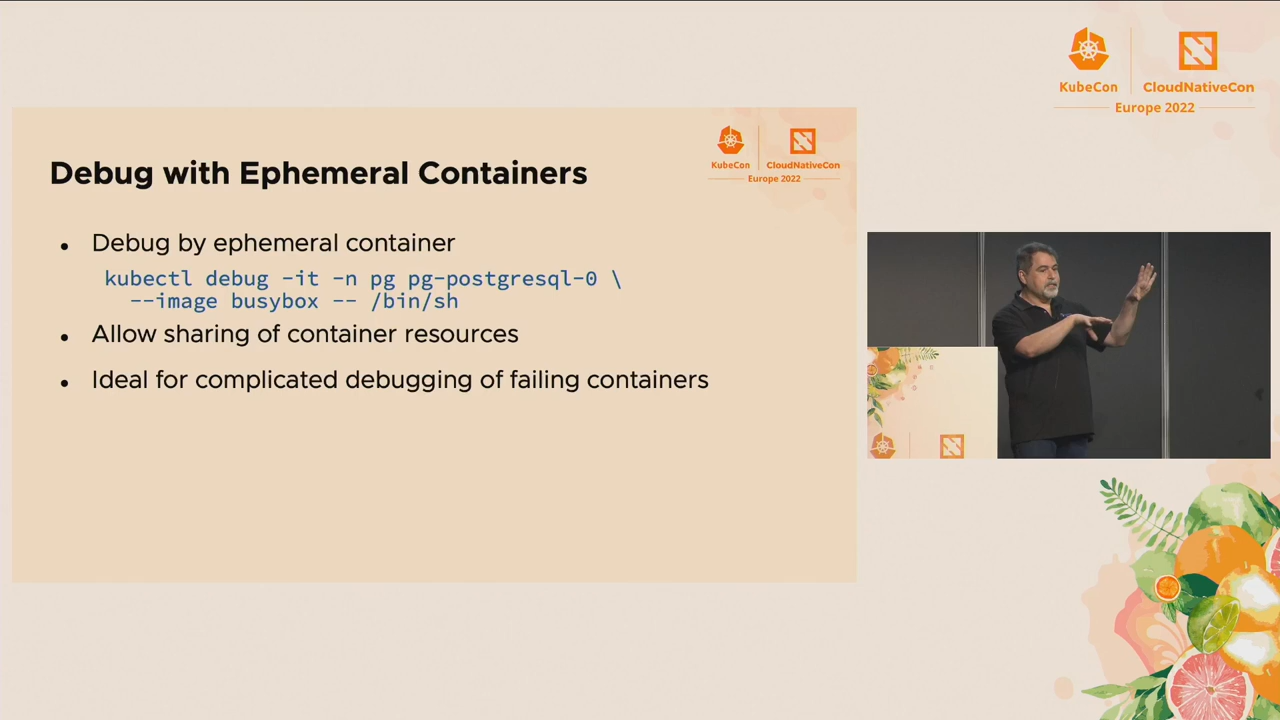 KubeCon
CloudNativeCon
Europe 2022
KubeCon
CloudNativeCon
Europe 2022
Debug with Ephemeral Containers
• Debug by ephemeral container
kubectl debug -it -n pg pg-postgresql-0 \
--image busybox -- /bin/sh
• Allow sharing of container resources
• Ideal for complicated debugging of failing containers